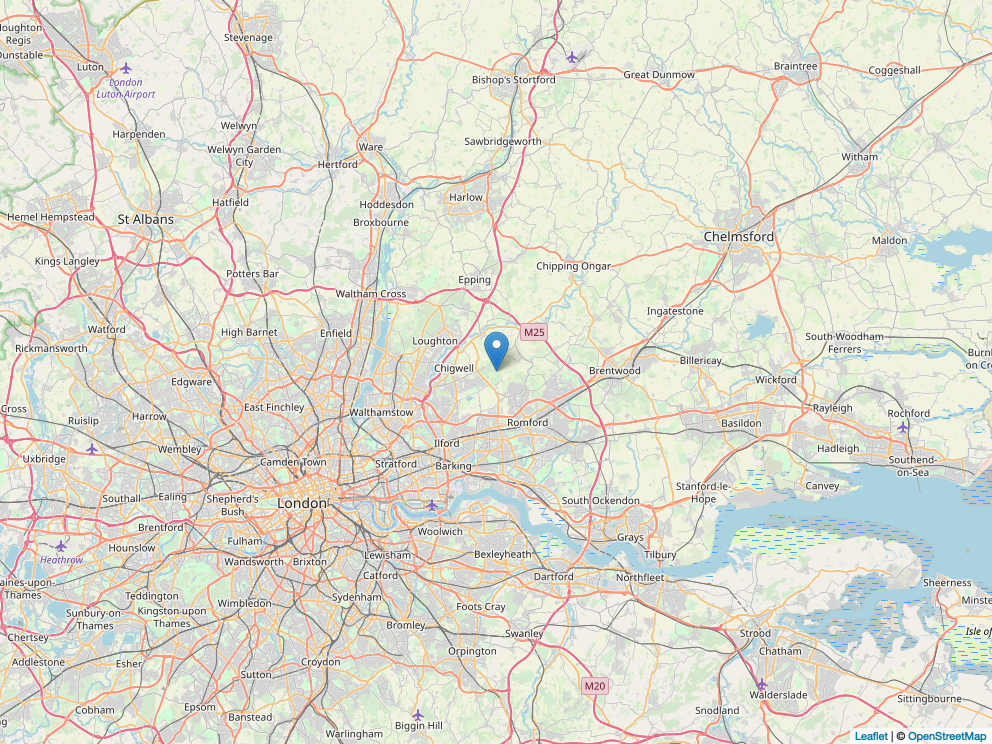 Houghton
Regis
Dunstable
Luton
London
Luton Airport
Stevenage
Bishop's Stortford
Great Dunmow
Braintree
Coggeshall
Harpenden
Welwyn
Welwyn Garden
City
Ware
Hertford
Sawbridgeworth
Witham
Hatfield
Hoddesdon
Broxbourne
Harlow
Hemel Hempstead
St Albans
Chelmsford
Maldon
Kings Langley
Potters Bar
Waltham Cross
Epping
Chipping Ongar
Ingatestone
Watford
Rickmansworth
High Barnet
Enfield
Loughton
M25
South Woodham
Ferrers
Burnh
on Cro
Chigwell
Brentwood
Billericay
Wickford
Edgware
Cross
Ruislip
Harrow
East Finchley
Walthamstow
Romford
Basildon
Rayleigh
Rochford
Uxbridge
Wembley
Camden Town
Stratford
Ilford
Barking
Hadleigh
Southend-
on-Sea
Canvey
Southall
Ealing
Shepherd's
Bush
London
South Ockendon
Stanford-le-
Hope
Brentford
Heathrow
Hounslow
Fulham
Wandsworth
Brixton
Lewisham
Catford
Woolwich
Bexleyheath
Grays
Tilbury
Dartford
Northfleet
Sheerness
Minste
aines-upon-
Thames
Teddington
Sunbury-on-
Thames
Kingston upon
Thames
Wimbledon
Sydenham
Bromley
Foots Cray
Swanley
Strood
Chatham
Isle of
Chertsey
Addlestone
Esher
Croydon
Sutton
Orpington
M20
Walderslade
Sittingbourne
Cobham
Epsom
Banstead
Warlingham
Biggin Hill
Snodland
Leaflet | © OpenStreetMap